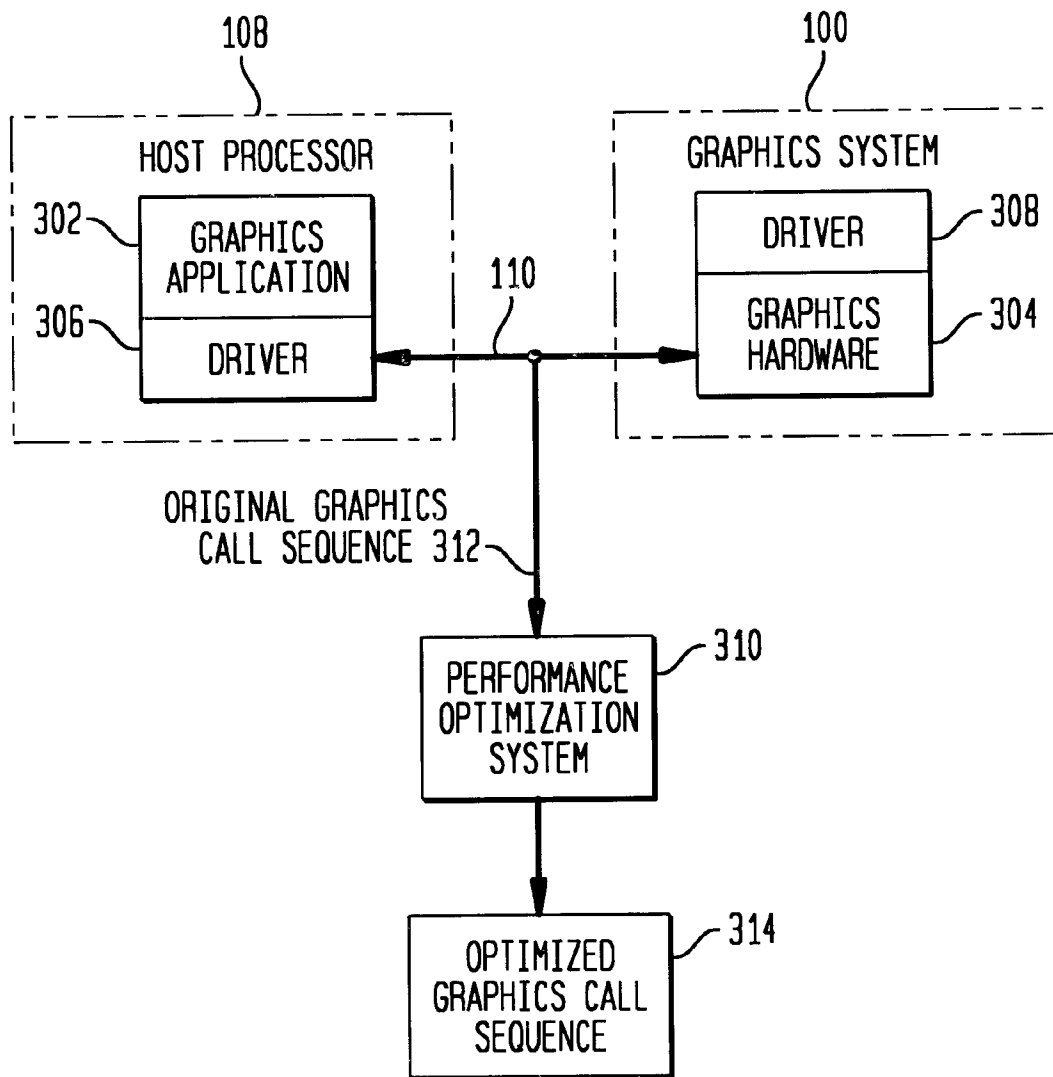 108
100
HOST PROCESSOR
GRAPHICS SYSTEM
302
GRAPHICS
APPLICATION
DRIVER
308
306
DRIVER
110
GRAPHICS
HARDWARE
304
ORIGINAL GRAPHICS
CALL SEQUENCE 312
PERFORMANCE
OPTIMIZATION
SYSTEM
310
OPTIMIZED
GRAPHICS CALL
SEQUENCE
314